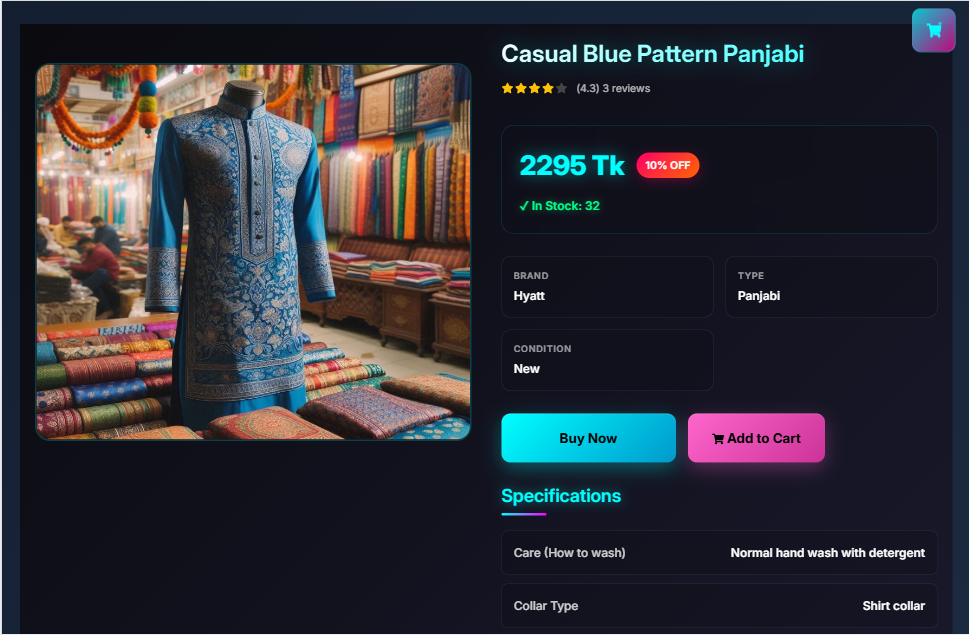 Casual Blue Pattern Panjabi
(4.3) 3 reviews
2295 Tk
10% OFF
✓ In Stock: 32
BRAND
Hyatt
TYPE
Panjabi
CONDITION
New
Buy Now
Add to Cart
Specifications
Care (How to wash)
Normal hand wash with detergent
Collar Type
Shirt collar